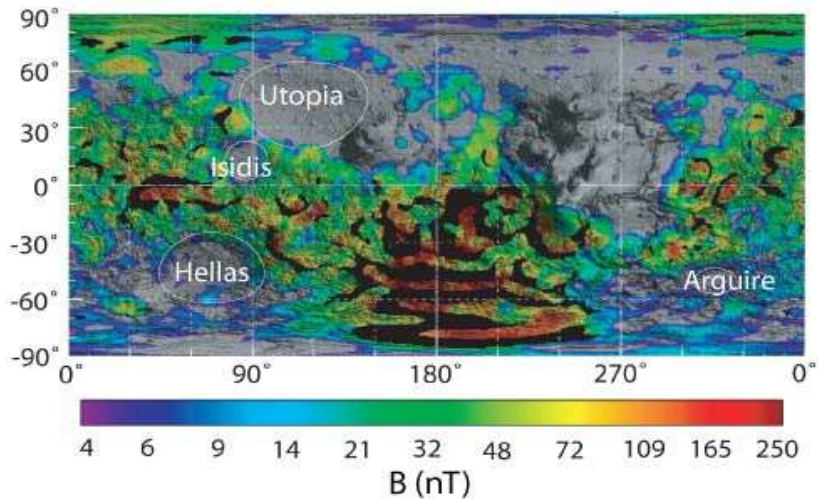 90°
60°
Utopia
30°
Isidis
0°
-30°
Hellas
Arguire
-60°
-90°
0° 90° 180° 270° 0°
4 6 9 14 21 32 48 72 109 165 250
B (nT)